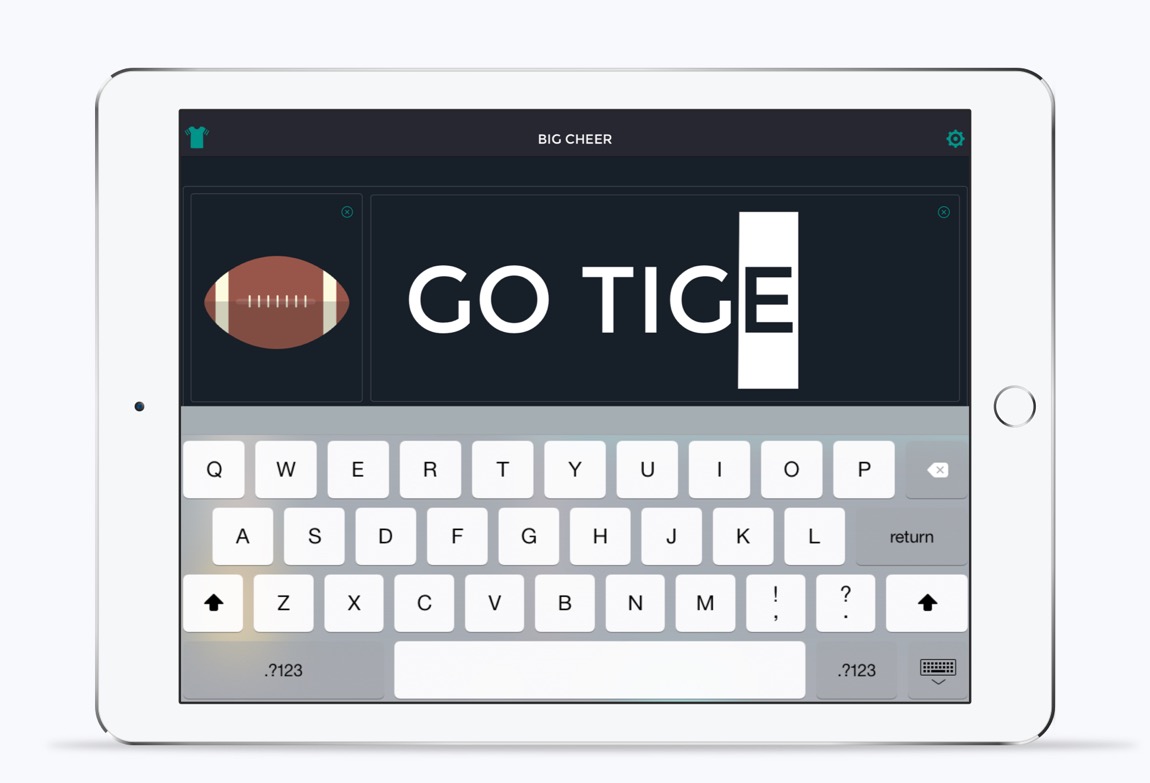 BIG CHEER
GO TIGE
Q W E R T Y U I O P
A S D F G H J K L return
Z X C V B N M ! , ? .
.?123 .?123